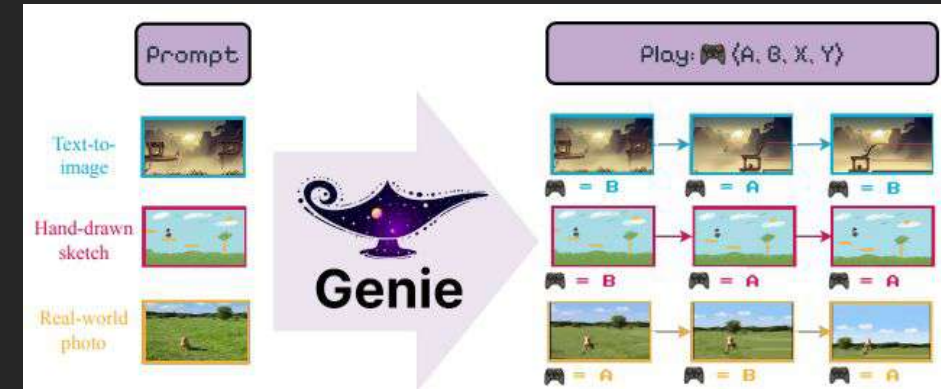 Prompt
Play: 🎮 {A, B, X, Y}
Text-to-
image
🎮 = B
🎮 = A
🎮 = B
Hand-drawn
sketch
Genie
🎮 = B
🎮 = A
🎮 = A
Real-world
photo
🎮 = A
🎮 = B
🎮 = A